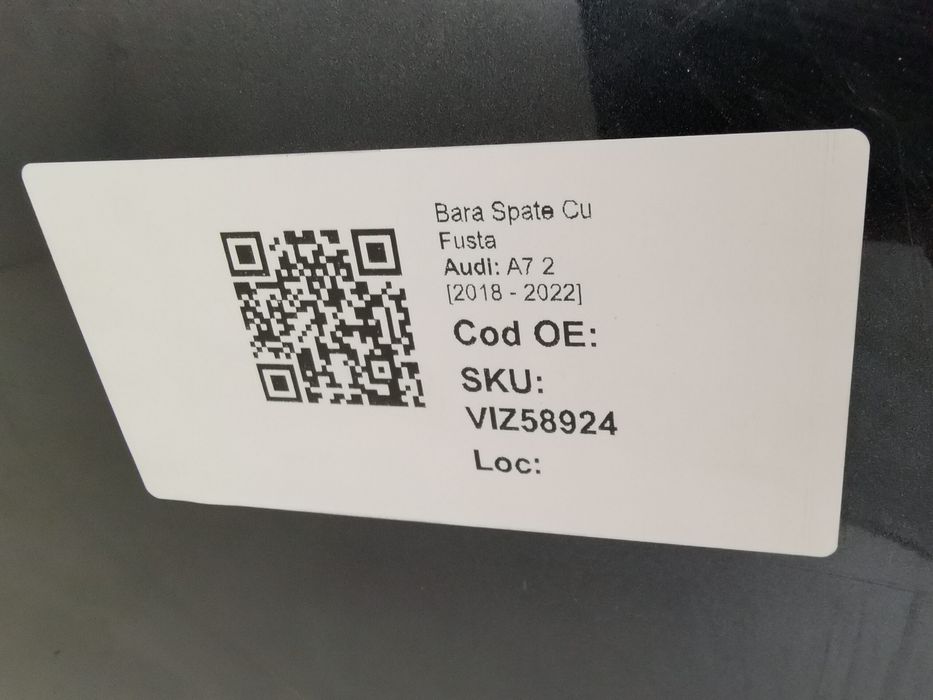 Bara Spate Cu
Fusta
Audi: A7 2
[2018 - 2022]
Cod OE:
SKU:
VIZ58924
Loc: